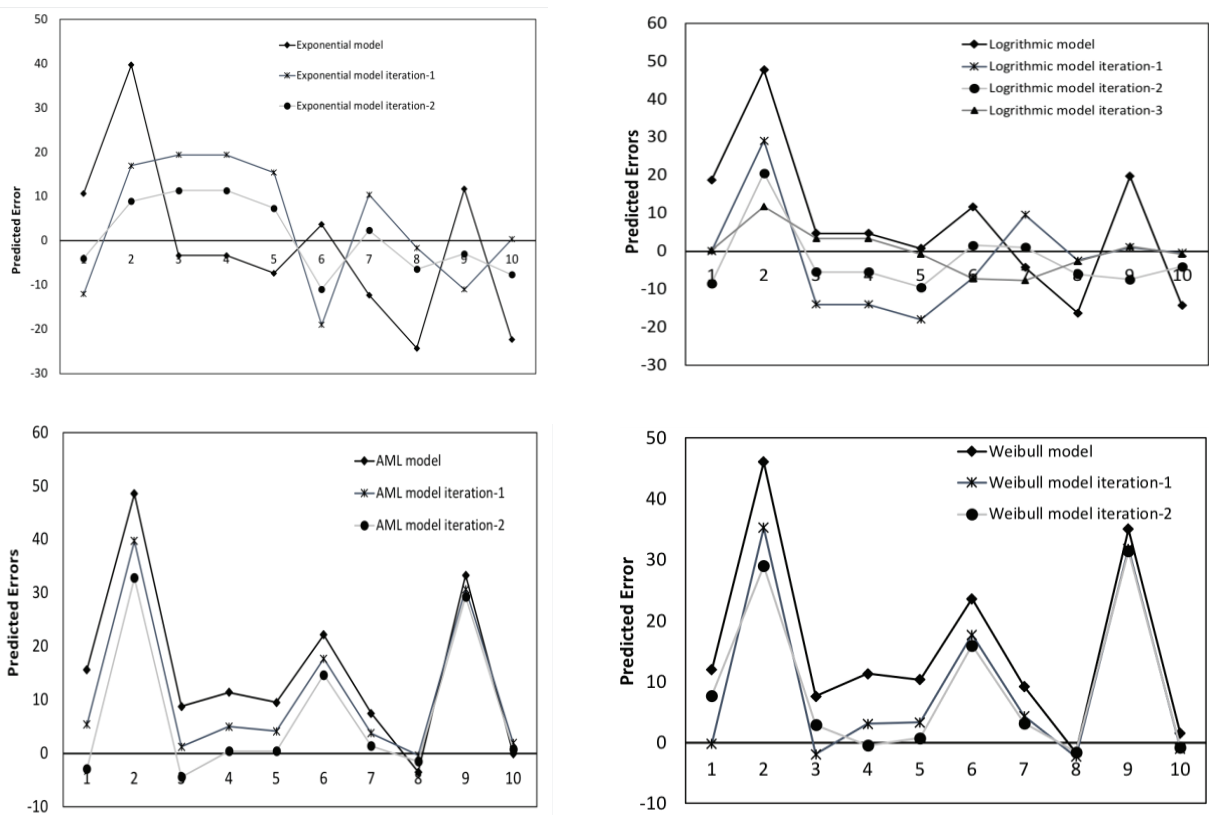 50
40
30
20
10
0
-10
-20
-30
Predicted Error
Exponential model
Exponential model iteration-1
Exponential model iteration-2
1 2 3 4 5 6 7 8 9 10
60
50
40
30
20
10
0
-10
-20
-30
Predicted Errors
Logrithmic model
Logrithmic model iteration-1
Logrithmic model iteration-2
Logrithmic model iteration-3
1 2 3 4 5 6 7 8 9 10
60
50
40
30
20
10
0
-10
Predicted Errors
AML model
AML model iteration-1
AML model iteration-2
1 2 3 4 5 6 7 8 9 10
50
40
30
20
10
0
-10
Predicted Error
Weibull model
Weibull model iteration-1
Weibull model iteration-2
1 2 3 4 5 6 7 8 9 10